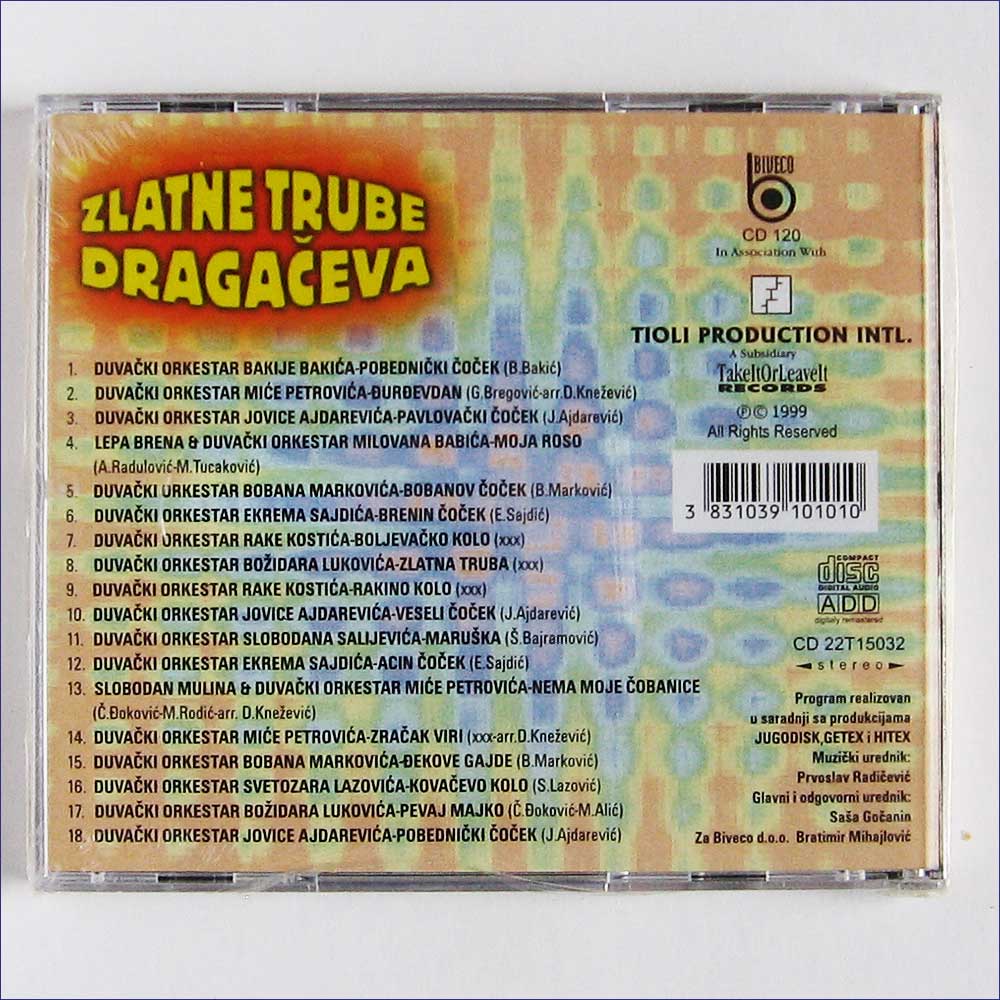 ZLATNE TRUBE
DRAGAČEVA
BIVECO
CD 120
In Association With
TIOLI PRODUCTION INTL.
A Subsidiary
TakeItOrLeaveIt
RECORDS
℗© 1999
All Rights Reserved
3 831039 101010
COMPACT
disc
DIGITAL AUDIO
ADD
digitaly remastered
CD 22T15032
stereo
1. DUVAČKI ORKESTAR BAKIJE BAKIĆA-POBEDNIČKI ČOČEK (B.Bakić)
2. DUVAČKI ORKESTAR MIĆE PETROVIĆA-ĐURĐEVDAN (G.Bregović-arr.D.Knežević)
3. DUVAČKI ORKESTAR JOVICE AJDAREVIĆA-PAVLOVAČKI ČOČEK (J.Ajdarević)
4. LEPA BRENA & DUVAČKI ORKESTAR MILOVANA BABIĆA-MOJA ROSO
(A.Radulović-M.Tucaković)
5. DUVAČKI ORKESTAR BOBANA MARKOVIĆA-BOBANOV ČOČEK (B.Marković)
6. DUVAČKI ORKESTAR EKREMA SAJDIĆA-BRENIN ČOČEK (E.Sajdić)
7. DUVAČKI ORKESTAR RAKE KOSTIĆA-BOLJEVAČKO KOLO (xxx)
8. DUVAČKI ORKESTAR BOŽIDARA LUKOVIĆA-ZLATNA TRUBA (xxx)
9. DUVAČKI ORKESTAR RAKE KOSTIĆA-RAKINO KOLO (xxx)
10. DUVAČKI ORKESTAR JOVICE AJDAREVIĆA-VESELI ČOČEK (J.Ajdarević)
11. DUVAČKI ORKESTAR SLOBODANA SALIJEVIĆA-MARUŠKA (Š.Bajramović)
12. DUVAČKI ORKESTAR EKREMA SAJDIĆA-ACIN ČOČEK (E.Sajdić)
13. SLOBODAN MULINA & DUVAČKI ORKESTAR MIĆE PETROVIĆA-NEMA MOJE ČOBANICE
(Č.Đoković-M.Rodić-arr. D.Knežević)
14. DUVAČKI ORKESTAR MIĆE PETROVIĆA-ZRAČAK VIRI (xxx-arr.D.Knežević)
15. DUVAČKI ORKESTAR BOBANA MARKOVIĆA-ĐEKOVE GAJDE (B.Marković)
16. DUVAČKI ORKESTAR SVETOZARA LAZOVIĆA-KOVAČEVO KOLO (S.Lazović)
17. DUVAČKI ORKESTAR BOŽIDARA LUKOVIĆA-PEVAJ MAJKO (Č.Đoković-M.Alić)
18. DUVAČKI ORKESTAR JOVICE AJDAREVIĆA-POBEDNIČKI ČOČEK (J.Ajdarević)
Program realizovan
u saradnji sa produkcijama
JUGODISK,GETEX i HITEX
Muzički urednik:
Prvoslav Radičević
Glavni i odgovorni urednik:
Saša Gočanin
Za Biveco d.o.o. Bratimir Mihajlović